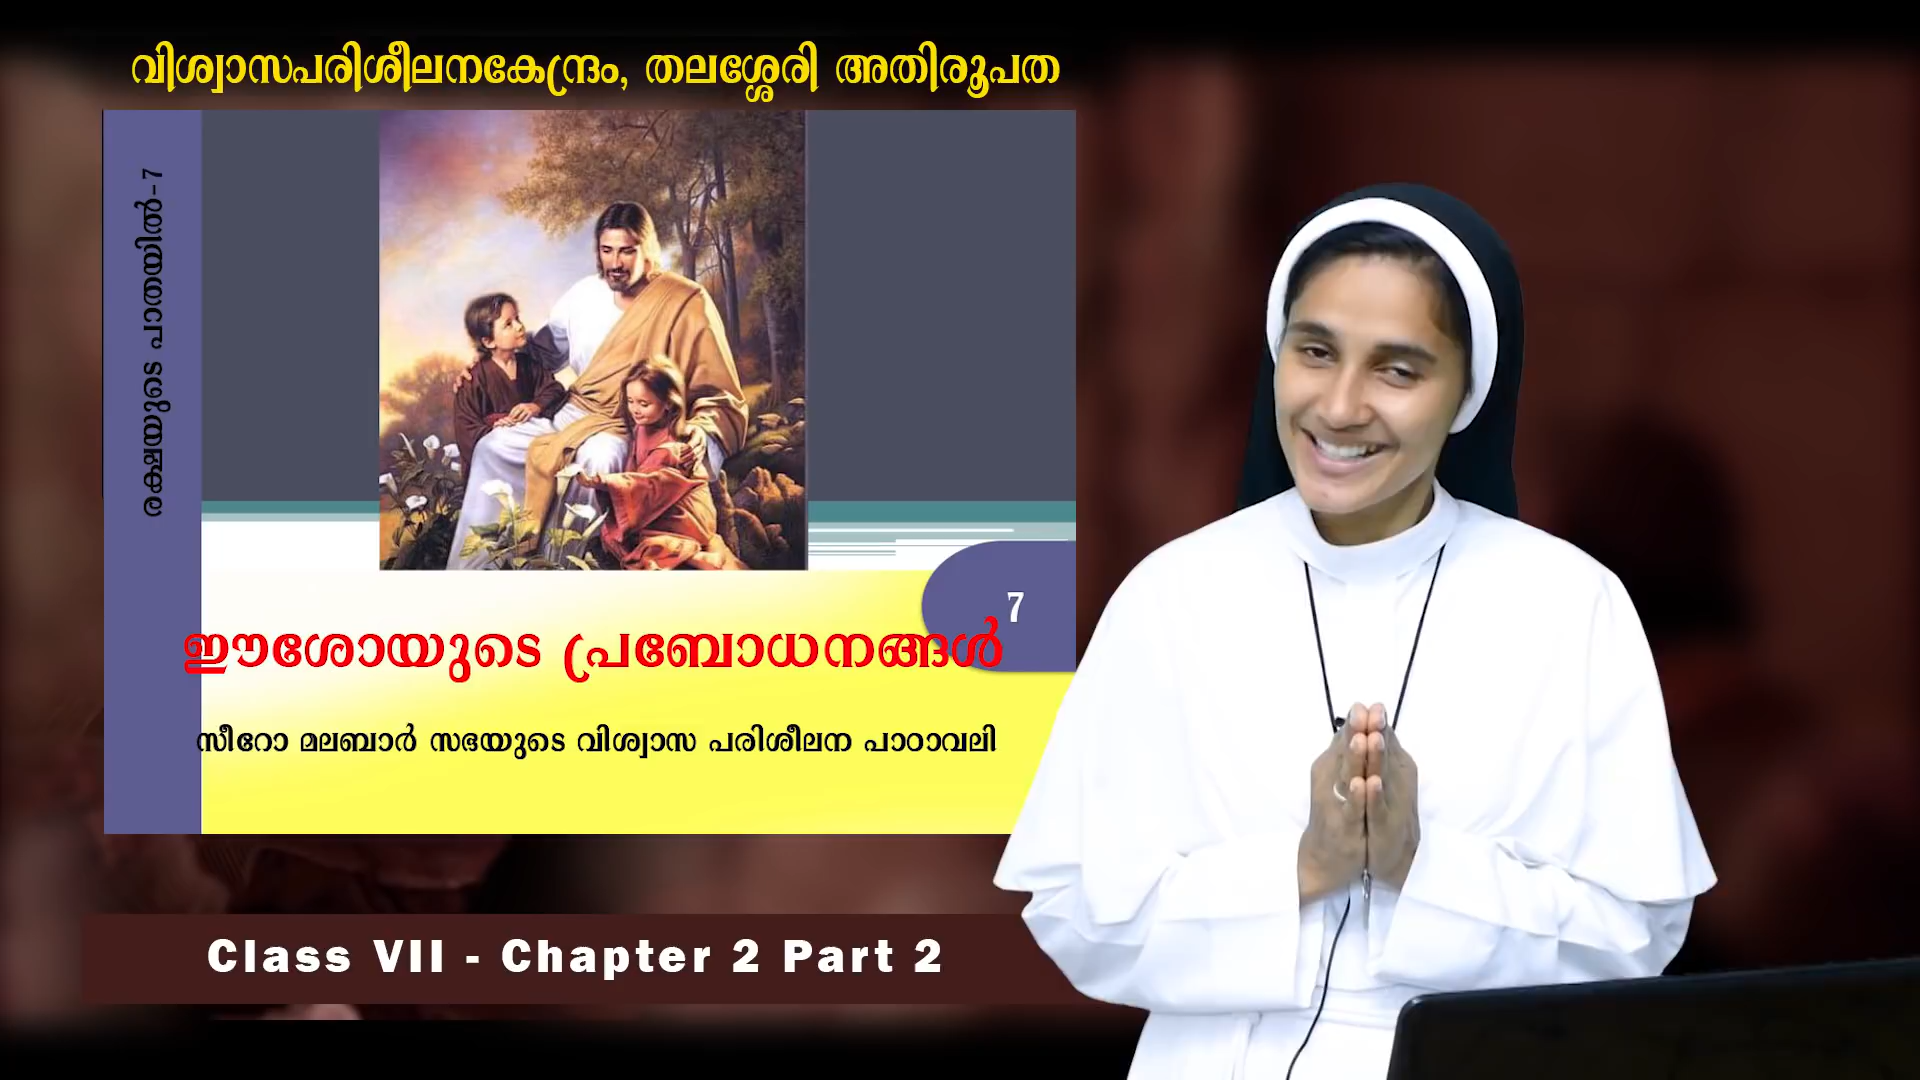 വിശ്വാസപരിശീലനകേന്ദ്രം, തലശ്ശേരി അതിരൂപത
രക്ഷയുടെ പാതയിൽ-7
7
ഈശോയുടെ പ്രബോധനങ്ങൾ
സീറോ മലബാർ സഭയുടെ വിശ്വാസ പരിശീലന പാഠാവലി
Class VII - Chapter 2 Part 2